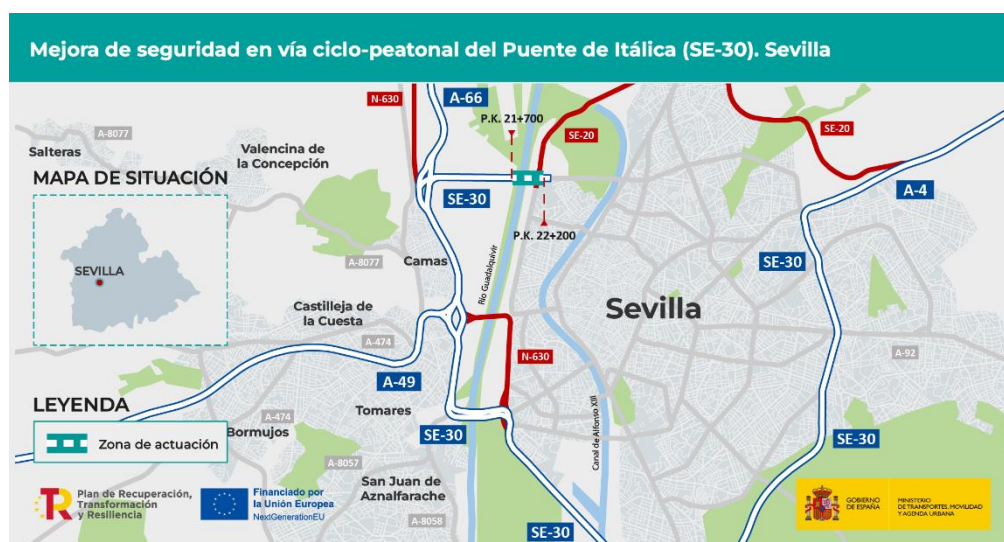 Mejora de seguridad en vía ciclo-peatonal del Puente de Itálica (SE-30). Sevilla
N-630
A-66
P.K. 21+700
SE-20
SE-20
A-8077
Salteras
Valencina de
la Concepción
MAPA DE SITUACIÓN
SE-30
A-4
P.K. 22+200
SEVILLA
A-8077
Camas
Río Guadalquivir
SE-30
Sevilla
Castilleja de
la Cuesta
A-474
N-630
A-92
A-49
LEYENDA
Tomares
A-474
Zona de actuación
Bormujos
SE-30
Canal de Alfonso XIII
SE-30
A-8057
San Juan de
Aznalfarache
Plan de Recuperación,
Transformación
y Resiliencia
Financiado por
la Unión Europea
NextGenerationEU
A-8058
SE-30
GOBIERNO
DE ESPAÑA
MINISTERIO
DE TRANSPORTES, MOVILIDAD
Y AGENDA URBANA